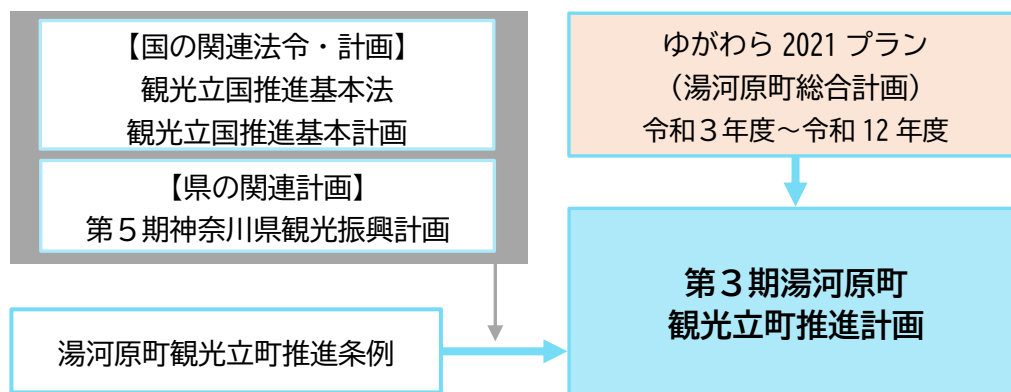 【国の関連法令・計画】
観光立国推進基本法
観光立国推進基本計画
【県の関連計画】
第５期神奈川県観光振興計画
湯河原町観光立町推進条例
ゆがわら 2021 プラン
（湯河原町総合計画）
令和３年度～令和 12 年度
第３期湯河原町
観光立町推進計画